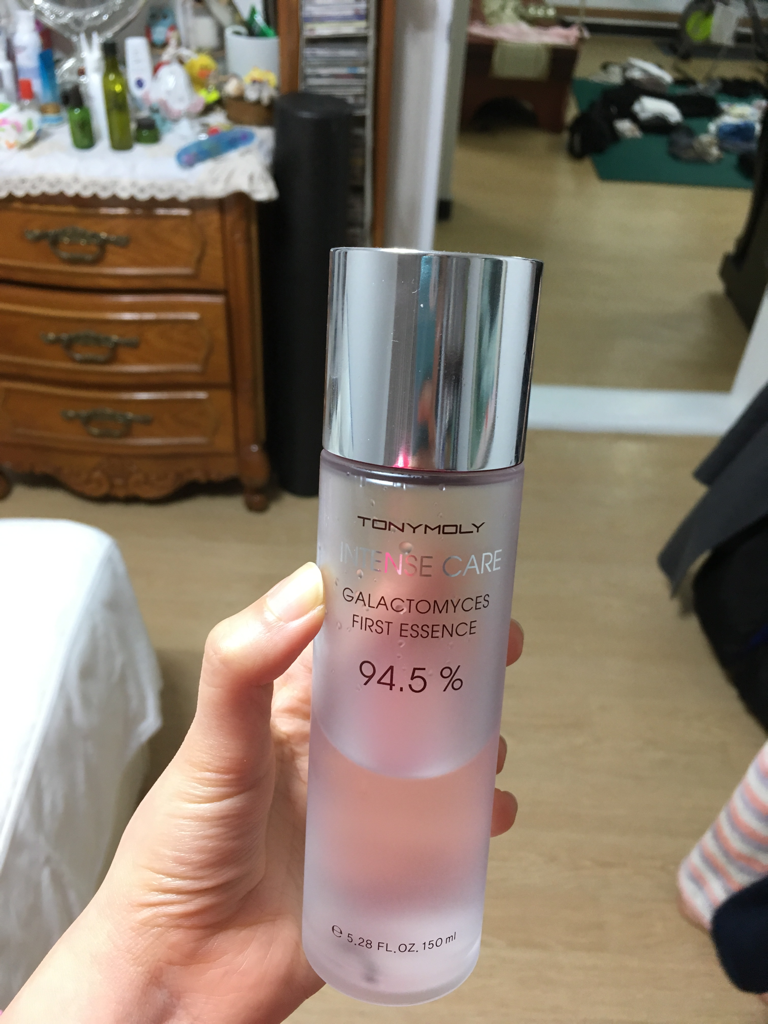 TONYMOLY
INTENSE CARE
GALACTOMYCES
FIRST ESSENCE
94.5 %
℮ 5.28 FL.OZ. 150 ml